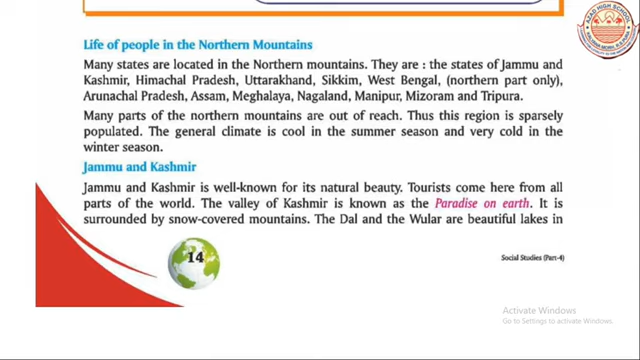 AZAD HIGH SCHOOL
Life of people in the Northern Mountains
Many states are located in the Northern mountains. They are : the states of Jammu and
Kashmir, Himachal Pradesh, Uttarakhand, Sikkim, West Bengal, (northern part only),
Arunachal Pradesh, Assam, Meghalaya, Nagaland, Manipur, Mizoram and Tripura.
Many parts of the northern mountains are out of reach. Thus this region is sparsely
populated. The general climate is cool in the summer season and very cold in the
winter season.
Jammu and Kashmir
Jammu and Kashmir is well-known for its natural beauty. Tourists come here from all
parts of the world. The valley of Kashmir is known as the Paradise on earth. It is
surrounded by snow-covered mountains. The Dal and the Wular are beautiful lakes in
14
Social Studies (Part-4)
Activate Windows
Go to Settings to activate Windows.